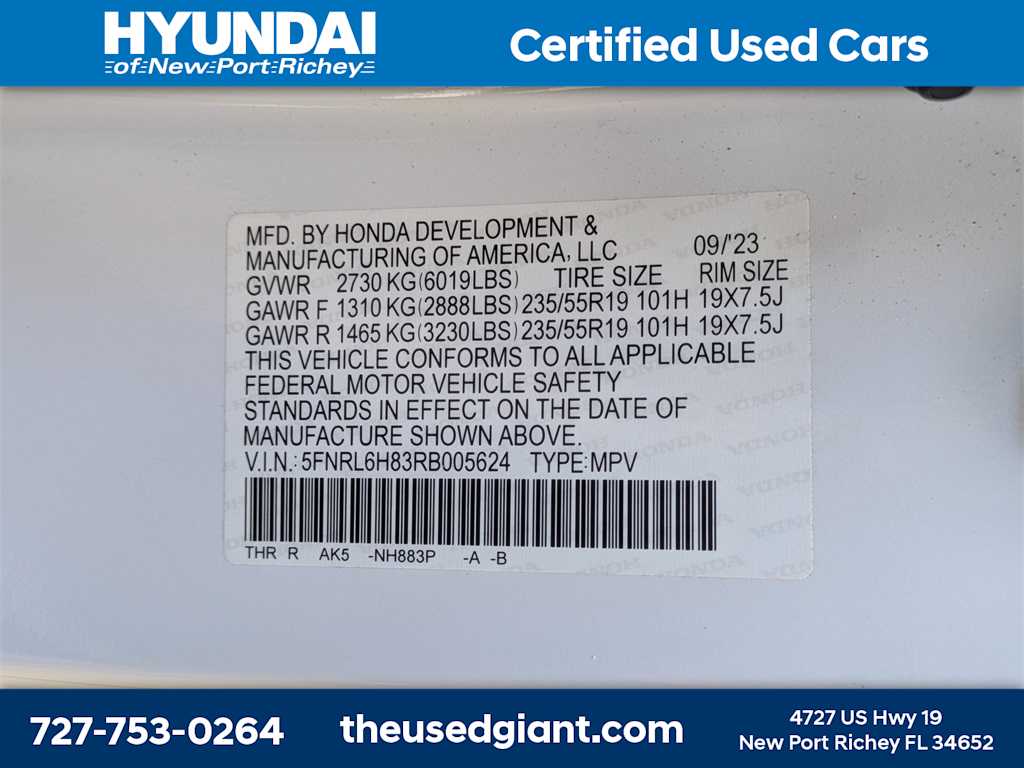 HYUNDAI
of New Port Richey
Certified Used Cars
MFD. BY HONDA DEVELOPMENT &
MANUFACTURING OF AMERICA, LLC 09/'23
GVWR 2730 KG(6019LBS) TIRE SIZE RIM SIZE
GAWR F 1310 KG(2888LBS) 235/55R19 101H 19X7.5J
GAWR R 1465 KG(3230LBS) 235/55R19 101H 19X7.5J
THIS VEHICLE CONFORMS TO ALL APPLICABLE
FEDERAL MOTOR VEHICLE SAFETY
STANDARDS IN EFFECT ON THE DATE OF
MANUFACTURE SHOWN ABOVE.
V.I.N.: 5FNRL6H83RB005624 TYPE:MPV
THR R AK5 -NH883P -A -B
727-753-0264
theusedgiant.com
4727 US Hwy 19
New Port Richey FL 34652